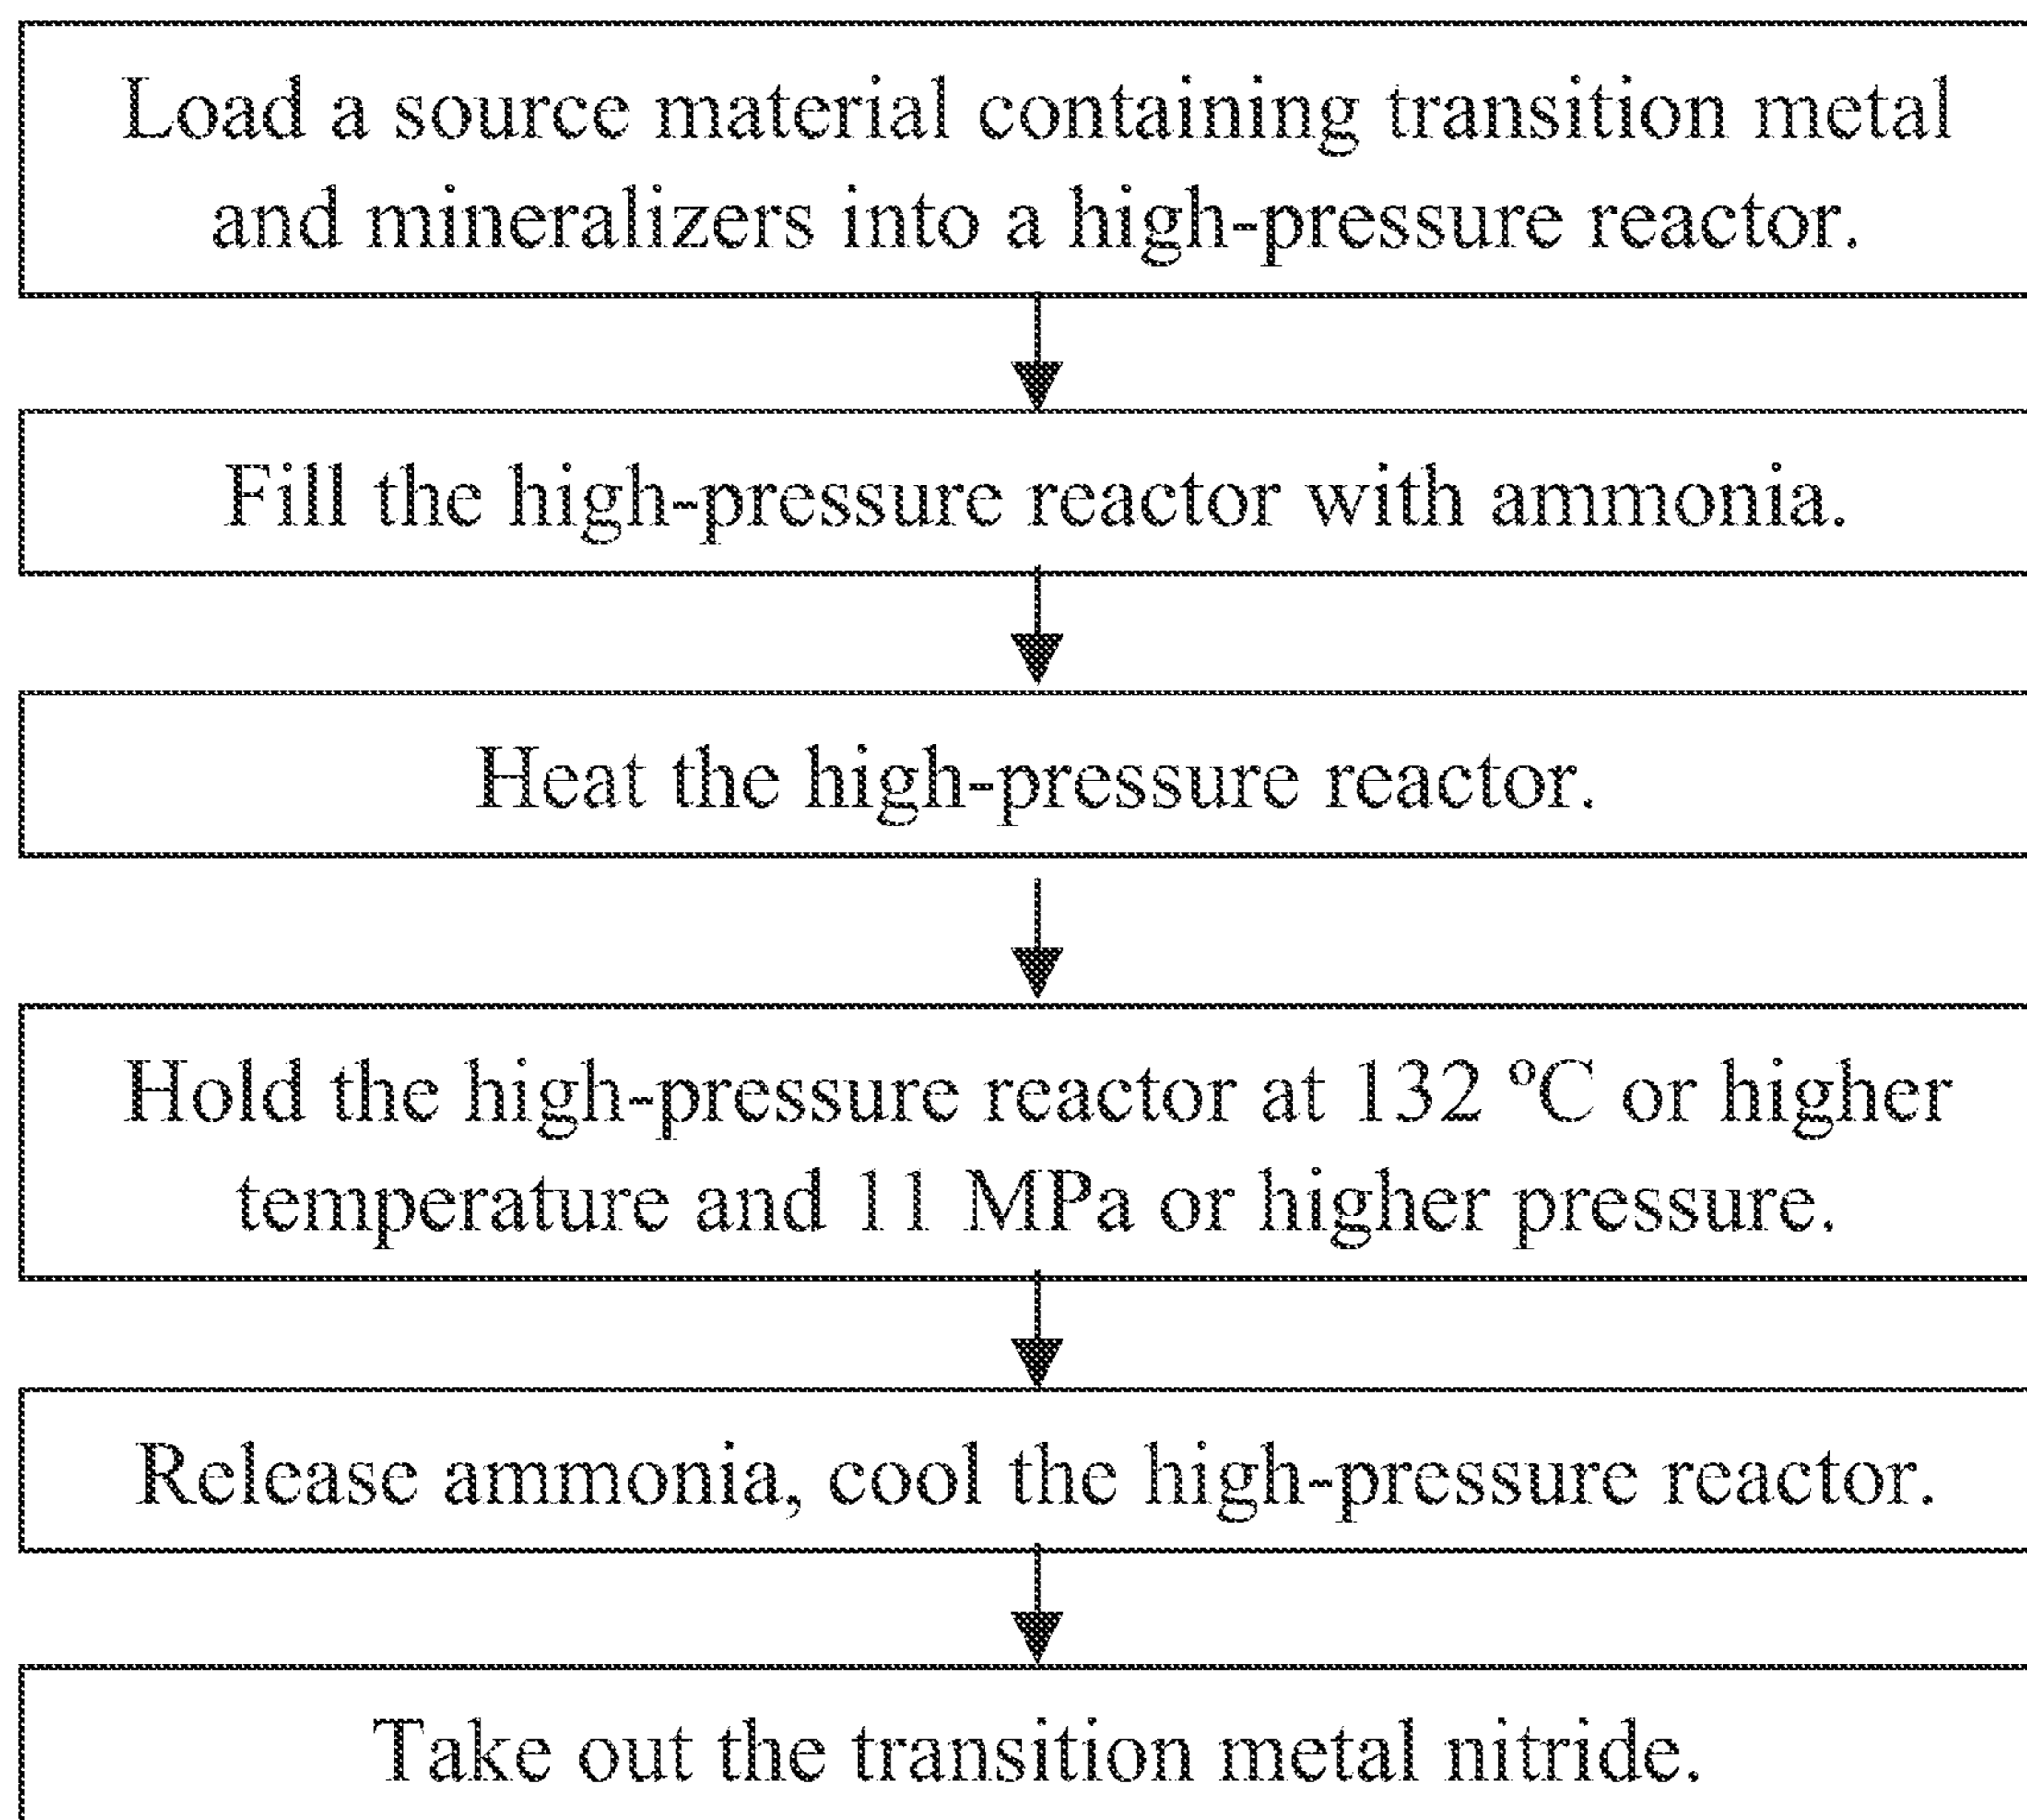 Load a source material containing transition metal
and mineralizers into a high-pressure reactor.
Fill the high-pressure reactor with ammonia.
Heat the high-pressure reactor.
Hold the high-pressure reactor at 132 ºC or higher
temperature and 11 MPa or higher pressure.
Release ammonia, cool the high-pressure reactor.
Take out the transition metal nitride.